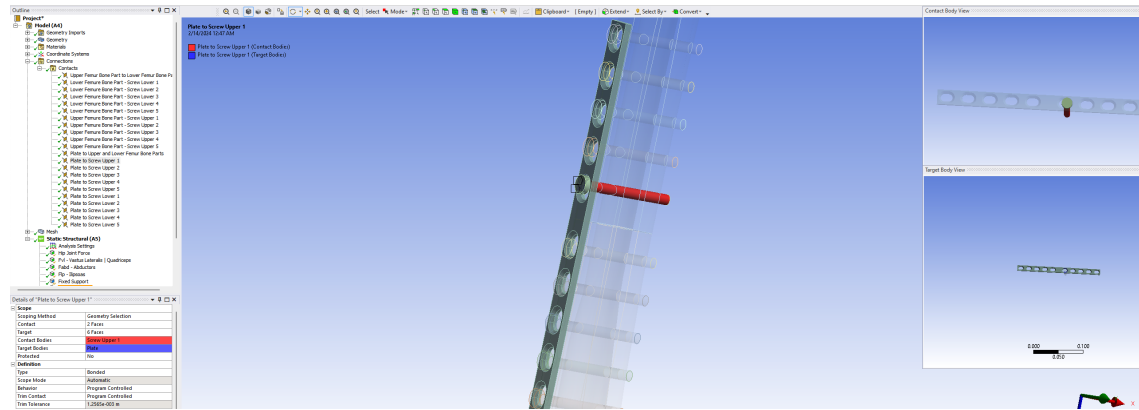 Outline
Project*
Model (A4)
Geometry Imports
Geometry
Materials
Coordinate Systems
Connections
Contacts
Upper Femur Bone Part to Lower Femur Bone Pa
Lower Femure Bone Part - Screw Lower 1
Lower Femure Bone Part - Screw Lower 2
Lower Femure Bone Part - Screw Lower 3
Lower Femure Bone Part - Screw Lower 4
Lower Femure Bone Part - Screw Lower 5
Upper Femur Bone Part - Screw Upper 1
Upper Femur Bone Part - Screw Upper 2
Upper Femur Bone Part - Screw Upper 3
Upper Femur Bone Part - Screw Upper 4
Upper Femur Bone Part - Screw Upper 5
Plate to Upper and Lower Femur Bone Parts
Plate to Screw Upper 1
Plate to Screw Upper 2
Plate to Screw Upper 3
Plate to Screw Upper 4
Plate to Screw Upper 5
Plate to Screw Lower 1
Plate to Screw Lower 2
Plate to Screw Lower 3
Plate to Screw Lower 4
Plate to Screw Lower 5
Mesh
Static Structural (A5)
Analysis Settings
Hip Joint Force
Fvl - Vastus Lateralis | Quadriceps
Fabd - Abductors
Fixed Support
Details of "Plate to Screw Upper 1"
Scope
Scoping Method Geometry Selection
Contact 2 Faces
Target 6 Faces
Contact Bodies Screw Upper 1
Target Bodies Plate
Protected No
Definition
Type Bonded
Scope Mode Automatic
Behavior Program Controlled
Trim Contact Program Controlled
Trim Tolerance 1.2565e-003 m
Select Mode Clipboard [ Empty ] Extend Select By Convert
Plate to Screw Upper 1
2/14/2024 12:47 AM
Plate to Screw Upper 1 (Contact Bodies)
Plate to Screw Upper 1 (Target Bodies)
Contact Body View
Target Body View
0.000 0.100
0.050
X